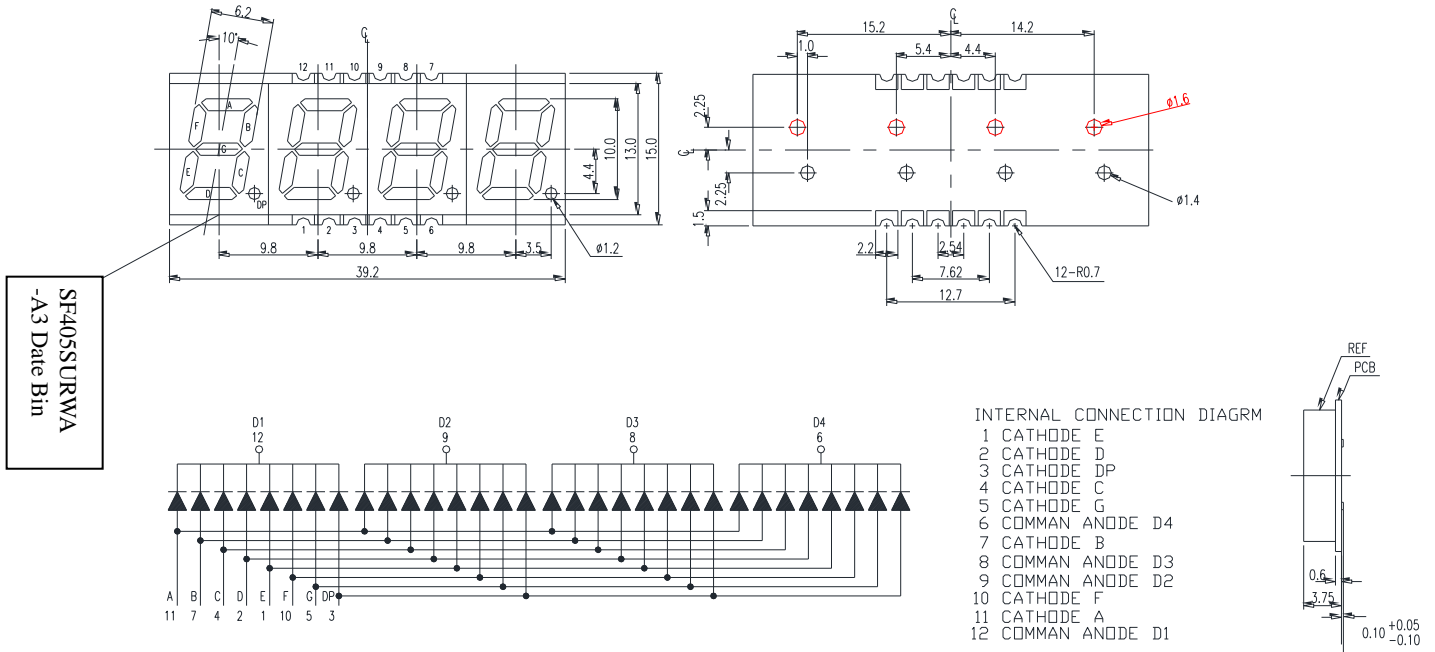 6.2
10°
℄
12 11 10 9 8 7
A
F B
G
E C
D
DP
1 2 3 4 5 6
4.4
10.0
13.0
15.0
9.8 9.8 9.8 3.5
ø1.2
39.2
℄
15.2 14.2
1.0
5.4 4.4
2.25
ø1.6
℄
2.25
ø1.4
1.5
2.2 2.54
7.62
12.7
12-R0.7
SF405SURWA
-A3 Date Bin
D1 D2 D3 D4
12 9 8 6
A B C D E F G DP
11 7 4 2 1 10 5 3
INTERNAL CONNECTION DIAGRM
1 CATHODE E
2 CATHODE D
3 CATHODE DP
4 CATHODE C
5 CATHODE G
6 COMMAN ANODE D4
7 CATHODE B
8 COMMAN ANODE D3
9 COMMAN ANODE D2
10 CATHODE F
11 CATHODE A
12 COMMAN ANODE D1
REF
PCB
0.6
3.75
0.10 +0.05
-0.10